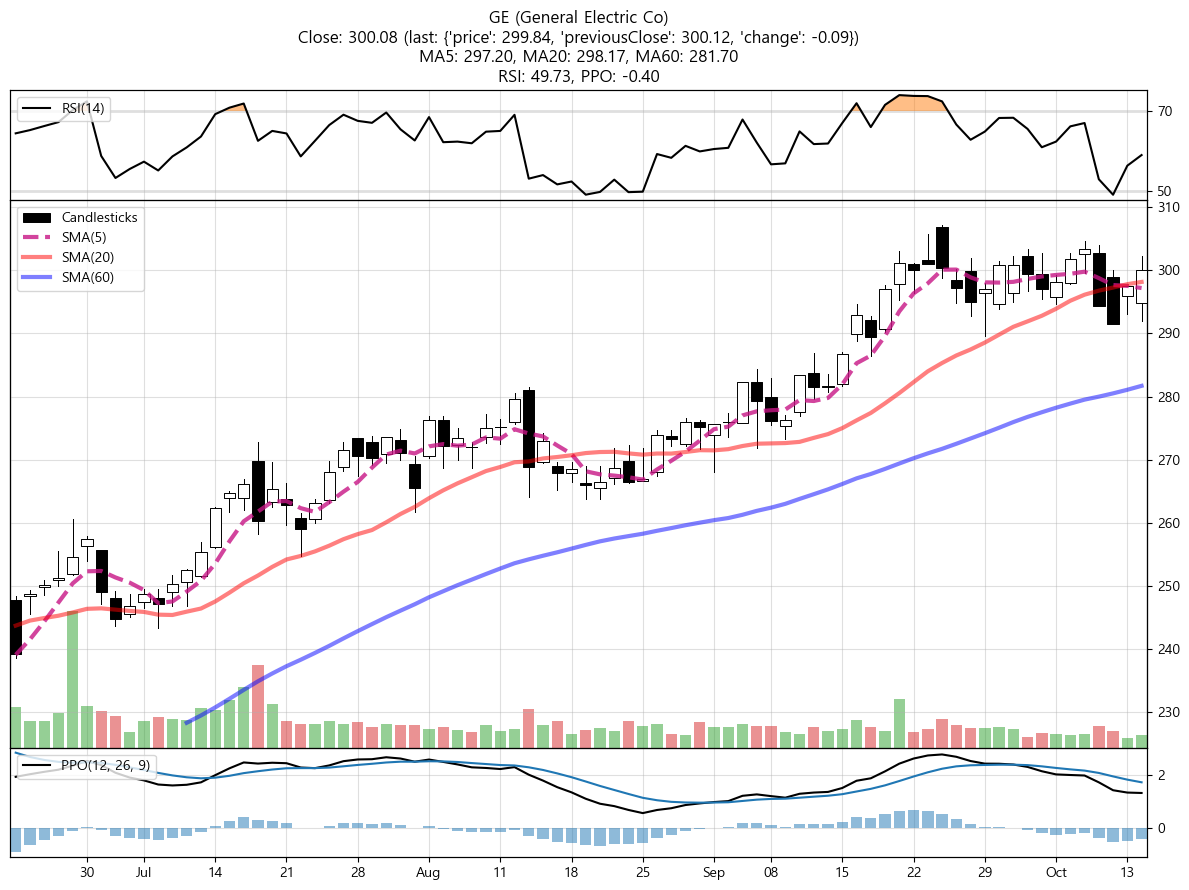 GE (General Electric Co)
Close: 300.08 (last: {'price': 299.84, 'previousClose': 300.12, 'change': -0.09})
MA5: 297.20, MA20: 298.17, MA60: 281.70
RSI: 49.73, PPO: -0.40
RSI(14)
70
50
Candlesticks
SMA(5)
SMA(20)
SMA(60)
310
300
290
280
270
260
250
240
230
PPO(12, 26, 9)
2
0
30 Jul 14 21 28 Aug 11 18 25 Sep 08 15 22 29 Oct 13